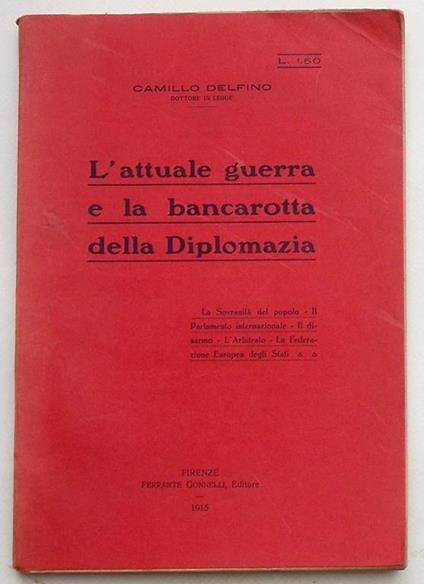 L. 1.50
CAMILLO DELFINO
DOTTORE IN LEGGE
L'attuale guerra
e la bancarotta
della Diplomazia
La Sovranità del popolo - Il
Parlamento internazionale - Il di-
sarmo - L'Arbitrato - La Federa-
zione Europea degli Stati
FIRENZE
FERRANTE GONNELLI, Editore
1915